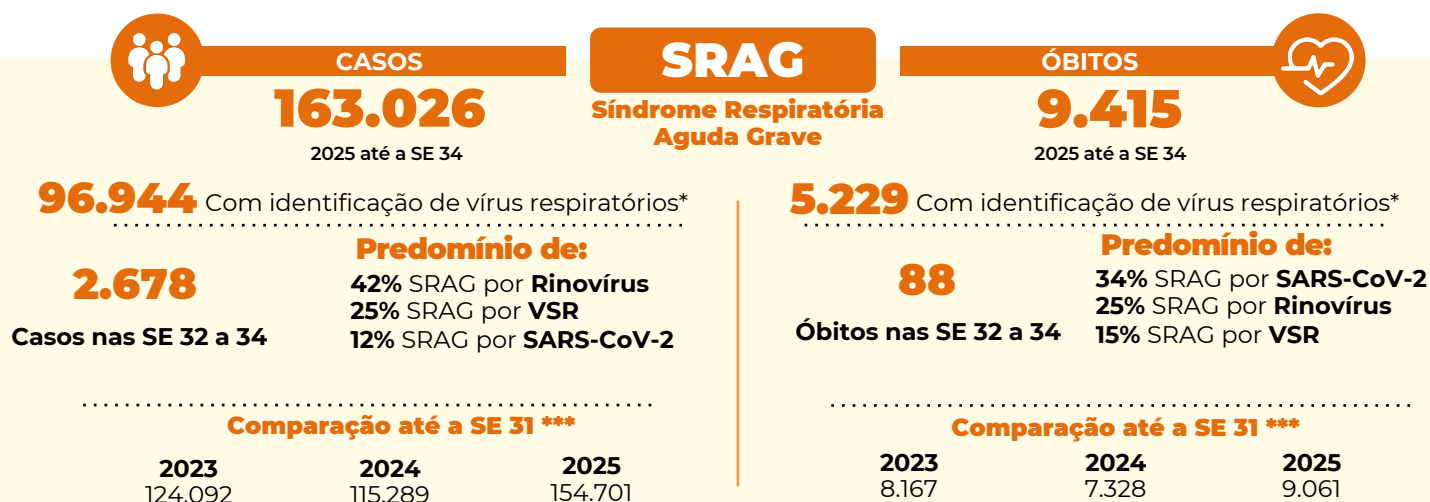 CASOS
163.026
2025 até a SE 34
SRAG
Síndrome Respiratória
Aguda Grave
ÓBITOS
9.415
2025 até a SE 34
96.944 Com identificação de vírus respiratórios*
2.678
Casos nas SE 32 a 34
Predomínio de:
42% SRAG por Rinovírus
25% SRAG por VSR
12% SRAG por SARS-CoV-2
5.229 Com identificação de vírus respiratórios*
88
Óbitos nas SE 32 a 34
Predomínio de:
34% SRAG por SARS-CoV-2
25% SRAG por Rinovírus
15% SRAG por VSR
Comparação até a SE 31 ***
2023 2024 2025
124.092 115.289 154.701
Comparação até a SE 31 ***
2023 2024 2025
8.167 7.328 9.061